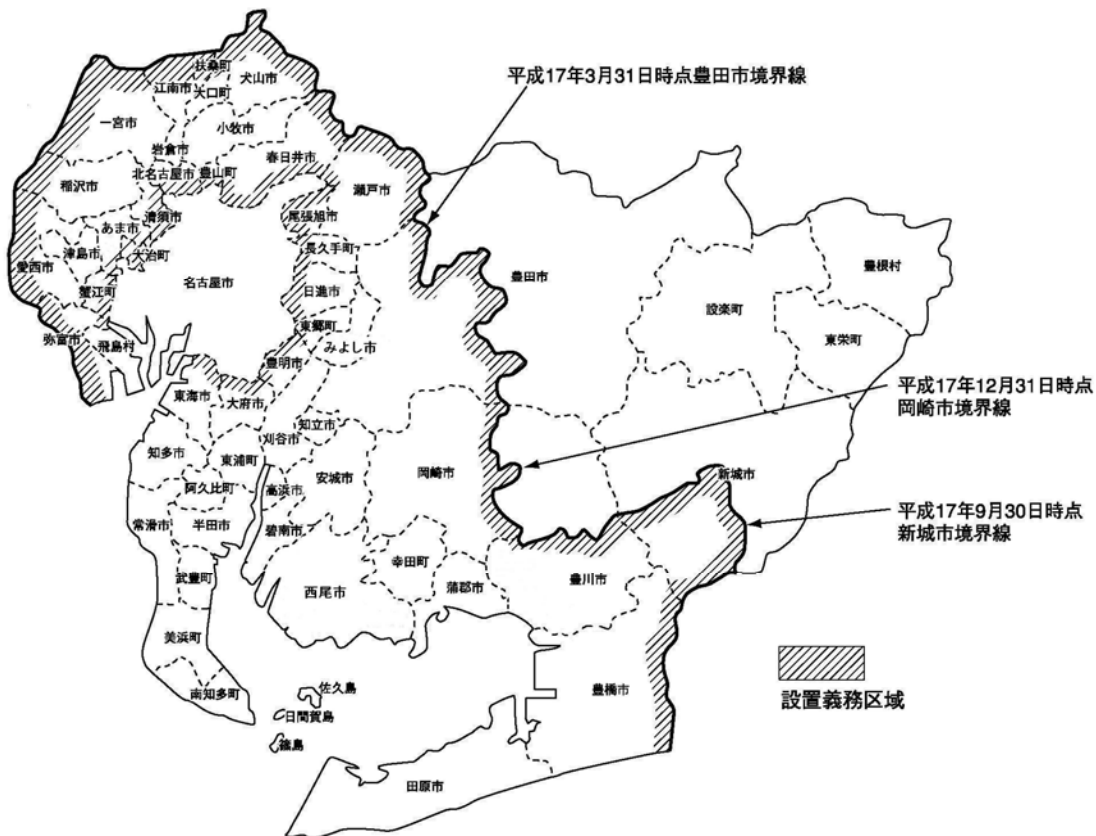 平成17年3月31日時点豊田市境界線
扶桑町
犬山市
江南市
大口町
一宮市
小牧市
岩倉市
春日井市
北名古屋市
豊山町
稲沢市
瀬戸市
尾張旭市
清須市
あま市
津島市
大治町
長久手町
愛西市
名古屋市
豊田市
豊根村
蟹江町
日進市
設楽町
東郷町
東栄町
弥富市
飛島村
みよし市
豊明市
平成17年12月31日時点
岡崎市境界線
東海市
大府市
知立市
刈谷市
知多市
東浦町
安城市
岡崎市
新城市
阿久比町
高浜市
平成17年9月30日時点
新城市境界線
常滑市
半田市
碧南市
幸田町
豊川市
武豊町
西尾市
蒲郡市
美浜町
南知多町
佐久島
豊橋市
設置義務区域
日間賀島
篠島
田原市